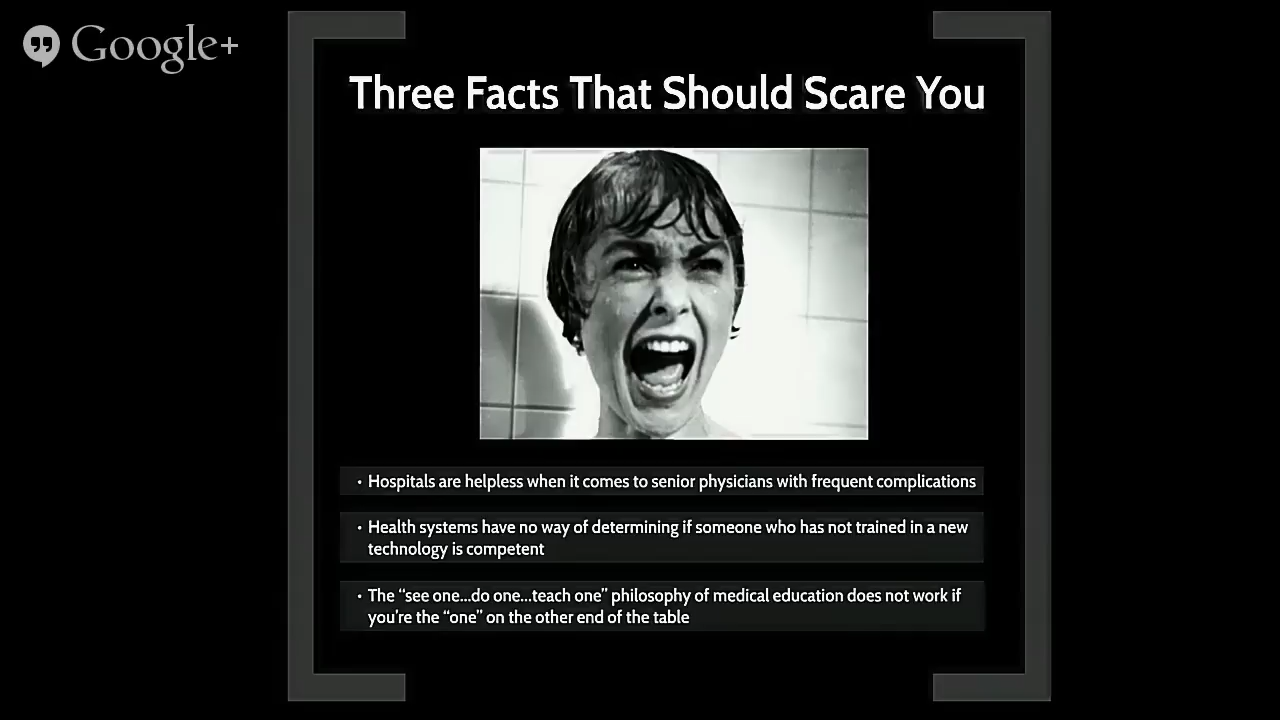 Google+
Three Facts That Should Scare You
• Hospitals are helpless when it comes to senior physicians with frequent complications
• Health systems have no way of determining if someone who has not trained in a new
technology is competent
• The “see one...do one...teach one” philosophy of medical education does not work if
you're the “one” on the other end of the table